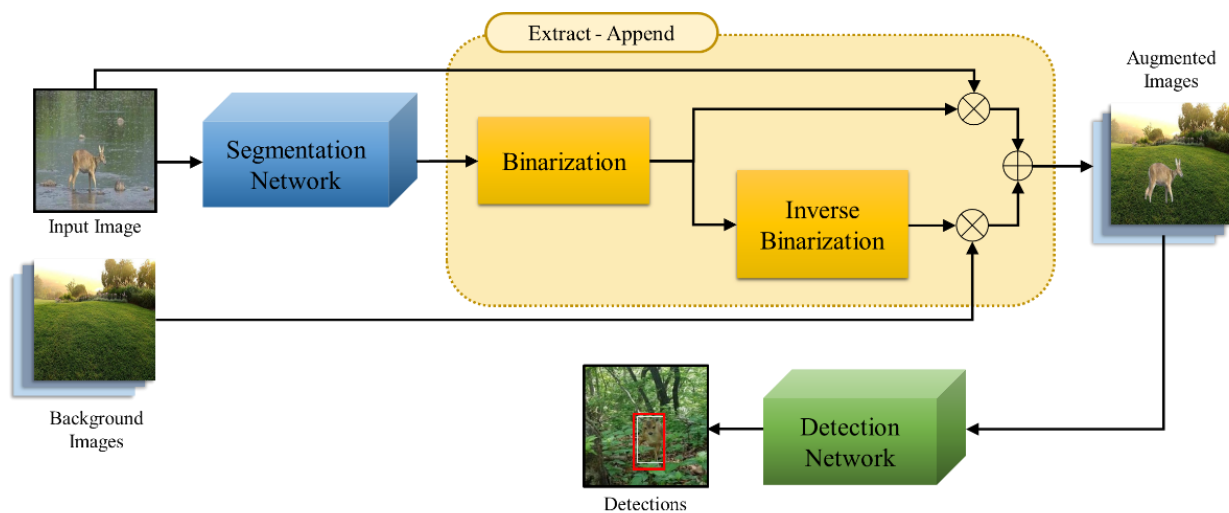 Extract - Append
Augmented
Images
Segmentation
Network
Binarization
Inverse
Binarization
Input Image
Background
Images
Detection
Network
Detections